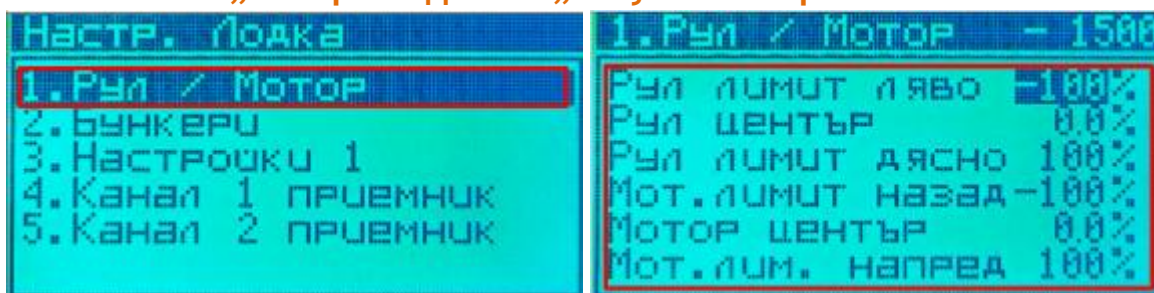 Настр. Лодка
1.Рул / Мотор
2.Бункери
3.Настройки 1
4.Канал 1 приемник
5.Канал 2 приемник
1.Рул / Мотор - 1500
Рул лимит ляво -100%
Рул център 0.0%
Рул лимит дясно 100%
Мот.лимит назад-100%
Мотор център 0.0%
Мот.лим. напред 100%